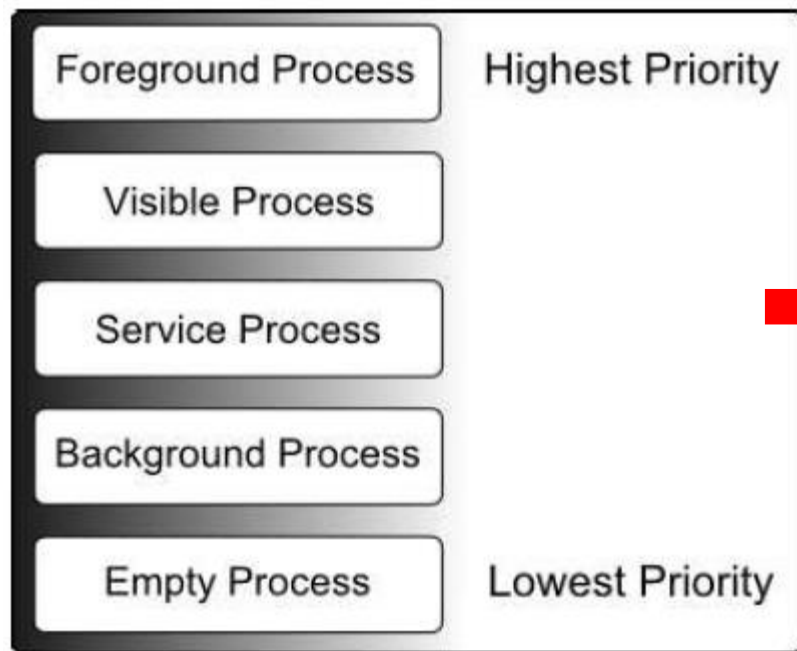 Foreground Process Highest Priority
Visible Process
Service Process
Background Process
Empty Process Lowest Priority